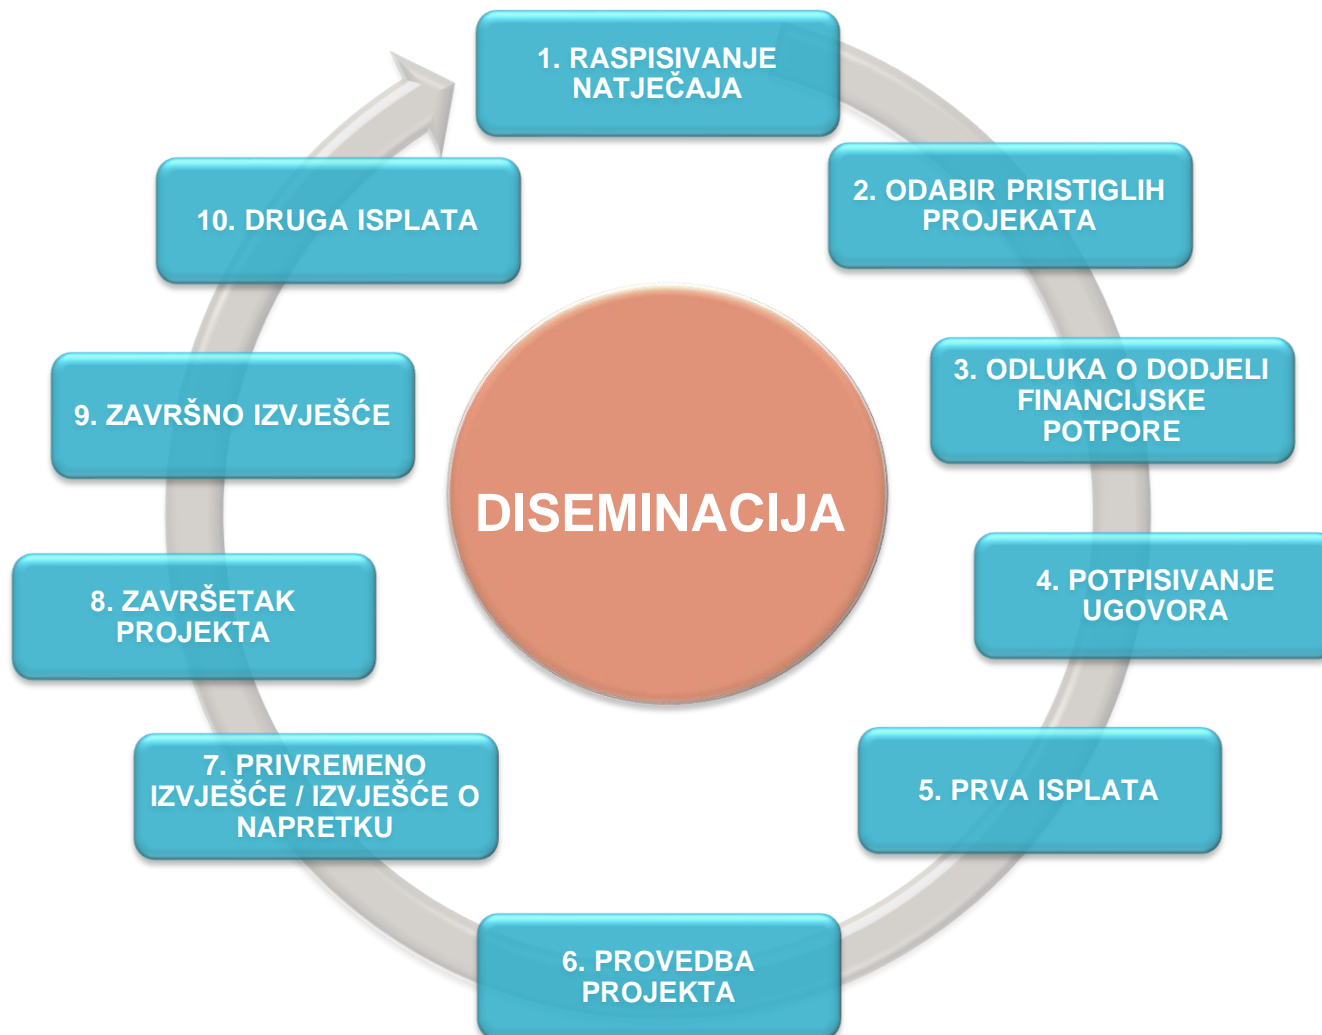 1. RASPISIVANJE
NATJEČAJA
2. ODABIR PRISTIGLIH
PROJEKATA
3. ODLUKA O DODJELI
FINANCIJSKE
POTPORE
4. POTPISIVANJE
UGOVORA
5. PRVA ISPLATA
6. PROVEDBA
PROJEKTA
7. PRIVREMENO
IZVJEŠĆE / IZVJEŠĆE O
NAPRETKU
8. ZAVRŠETAK
PROJEKTA
9. ZAVRŠNO IZVJEŠĆE
10. DRUGA ISPLATA
DISEMINACIJA